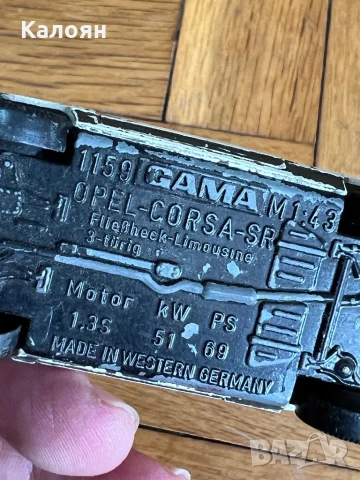 Калоян
1159 GAMA M1:43
OPEL-CORSA-SR
Fließheck-Limousine
3-türig
Motor kW PS
1.3S 51 69
MADE IN WESTERN GERMANY
BAZAR